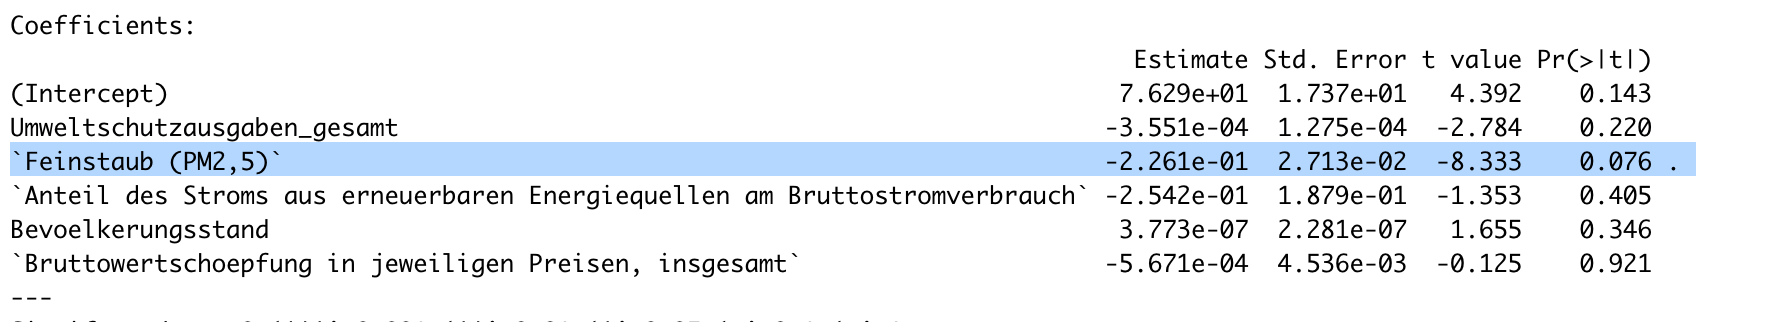 Coefficients:
Estimate Std. Error t value Pr(>|t|)
(Intercept) 7.629e+01 1.737e+01 4.392 0.143
Umweltschutzausgaben_gesamt -3.551e-04 1.275e-04 -2.784 0.220
`Feinstaub (PM2,5)` -2.261e-01 2.713e-02 -8.333 0.076 .
`Anteil des Stroms aus erneuerbaren Energiequellen am Bruttostromverbrauch` -2.542e-01 1.879e-01 -1.353 0.405
Bevoelkerungsstand 3.773e-07 2.281e-07 1.655 0.346
`Bruttowertschoepfung in jeweiligen Preisen, insgesamt` -5.671e-04 4.536e-03 -0.125 0.921
---